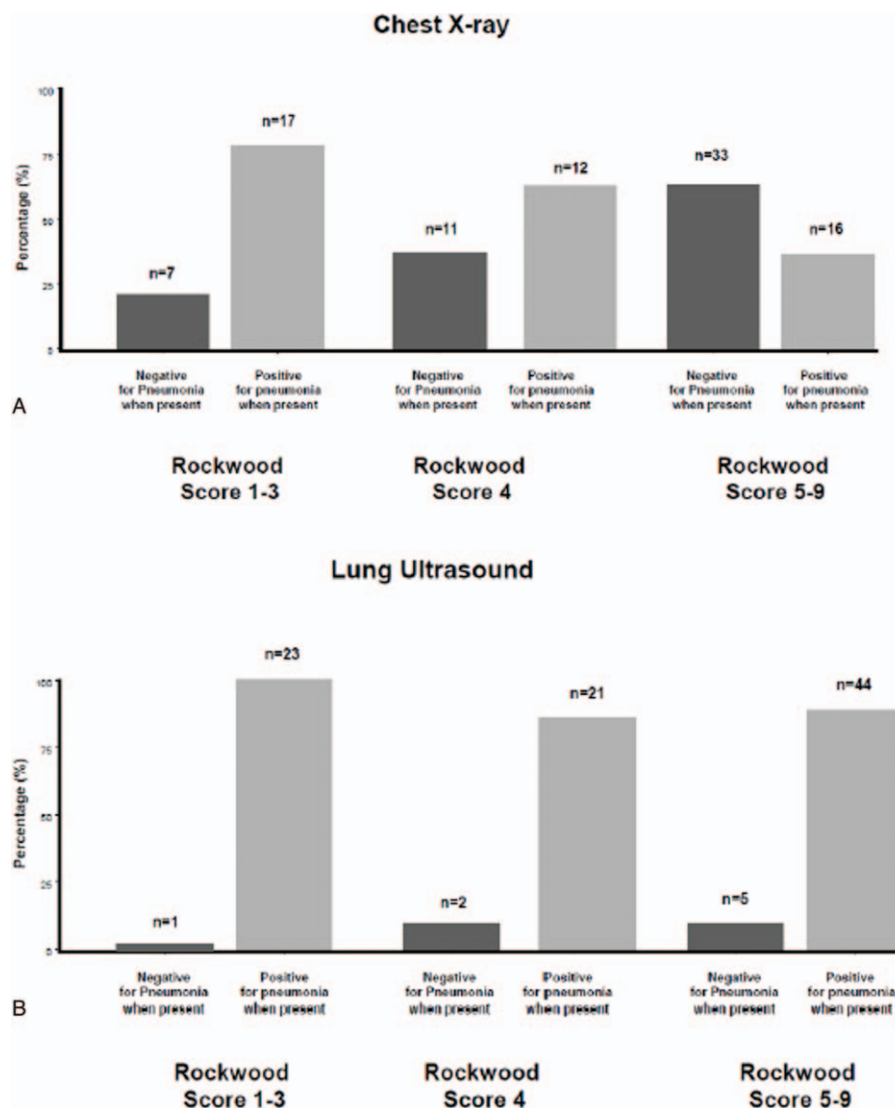 Chest X-ray
Percentage (%)
100
75
50
25
0
n=7
n=17
n=11
n=12
n=33
n=16
Negative
for Pneumonia
when present
Positive
for pneumonia
when present
Negative
for Pneumonia
when present
Positive
for pneumonia
when present
Negative
for Pneumonia
when present
Positive
for pneumonia
when present
A
Rockwood
Score 1-3
Rockwood
Score 4
Rockwood
Score 5-9
Lung Ultrasound
Percentage (%)
100
75
50
25
0
n=1
n=23
n=2
n=21
n=5
n=44
Negative
for Pneumonia
when present
Positive
for pneumonia
when present
Negative
for Pneumonia
when present
Positive
for pneumonia
when present
Negative
for Pneumonia
when present
Positive
for pneumonia
when present
B
Rockwood
Score 1-3
Rockwood
Score 4
Rockwood
Score 5-9